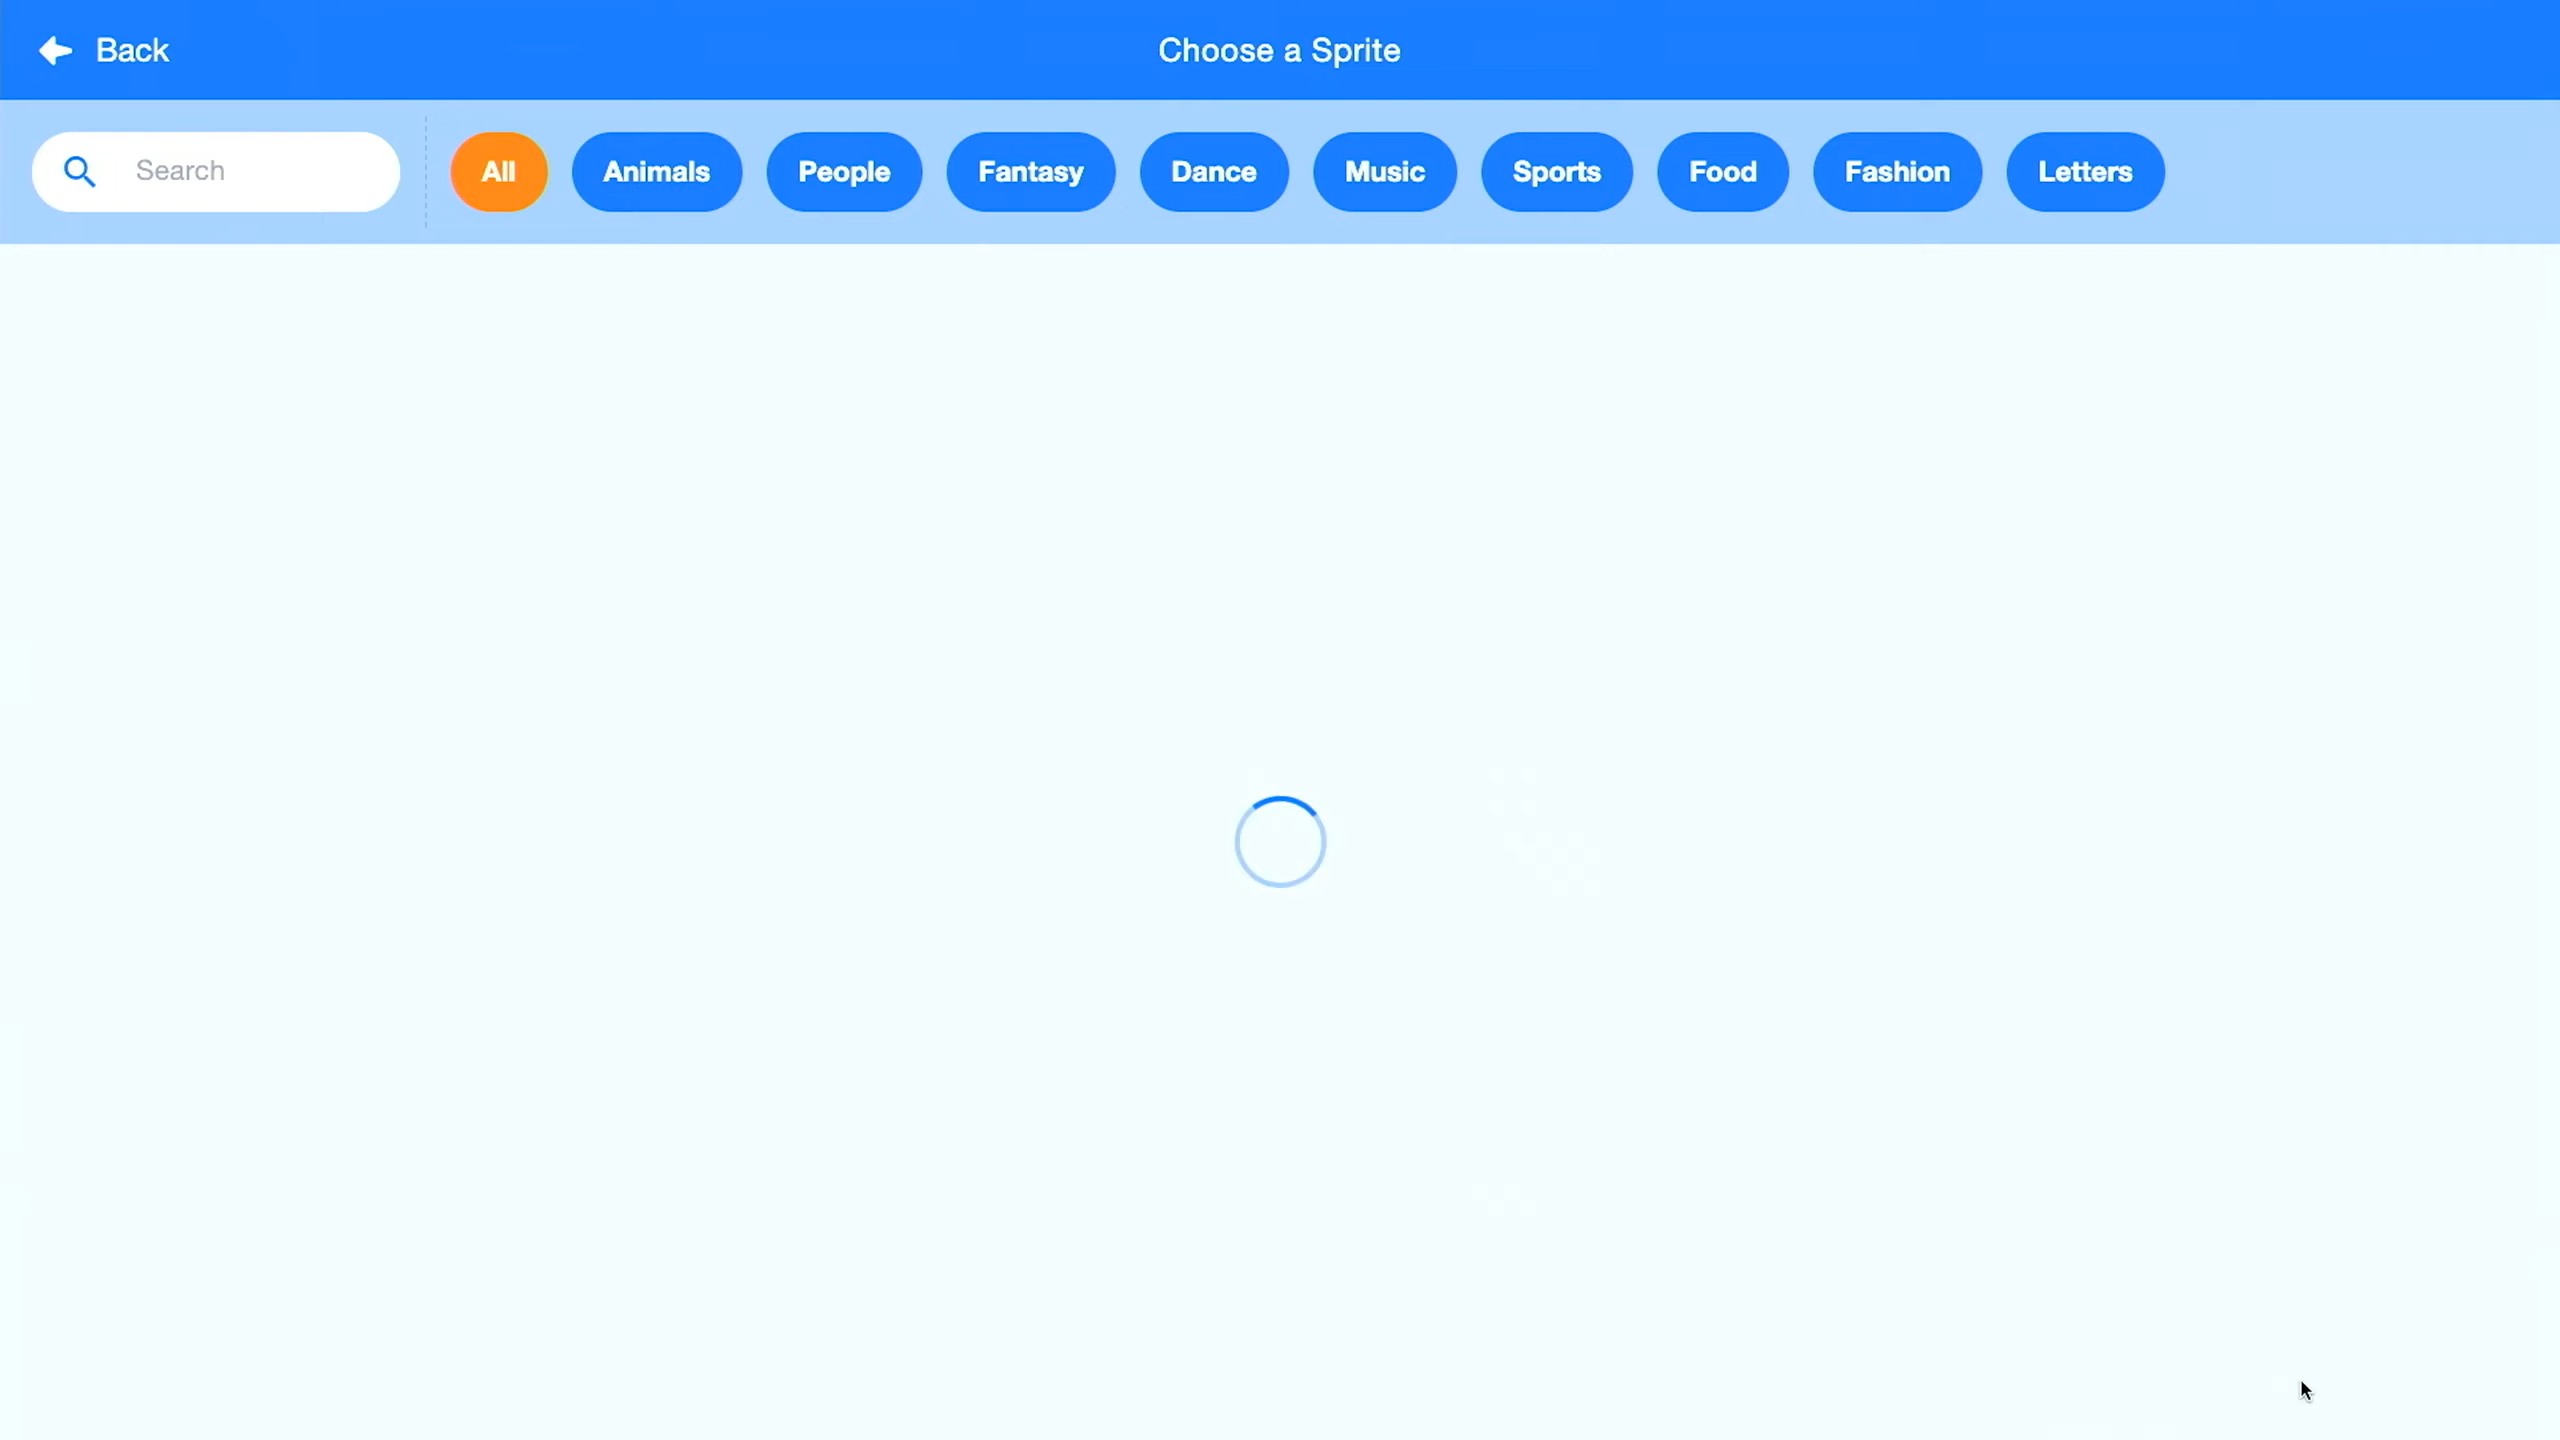 Back
Choose a Sprite
Search
All
Animals
People
Fantasy
Dance
Music
Sports
Food
Fashion
Letters